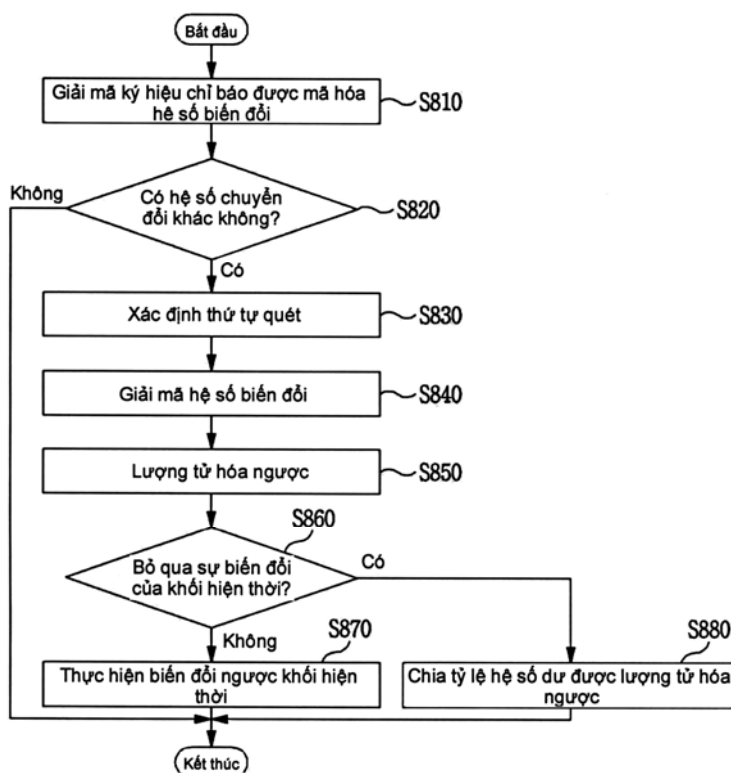 Bắt đầu
Giải mã ký hiệu chỉ báo được mã hóa
hệ số biến đổi
S810
Không
Có hệ số chuyển
đổi khác không?
S820
Có
Xác định thứ tự quét
S830
Giải mã hệ số biến đổi
S840
Lượng tử hóa ngược
S850
S860
Bỏ qua sự biến đổi
của khối hiện thời?
Có
Không
S870
S880
Thực hiện biến đổi ngược khối hiện
thời
Chia tỷ lệ hệ số dư được lượng tử hóa
ngược
Kết thúc